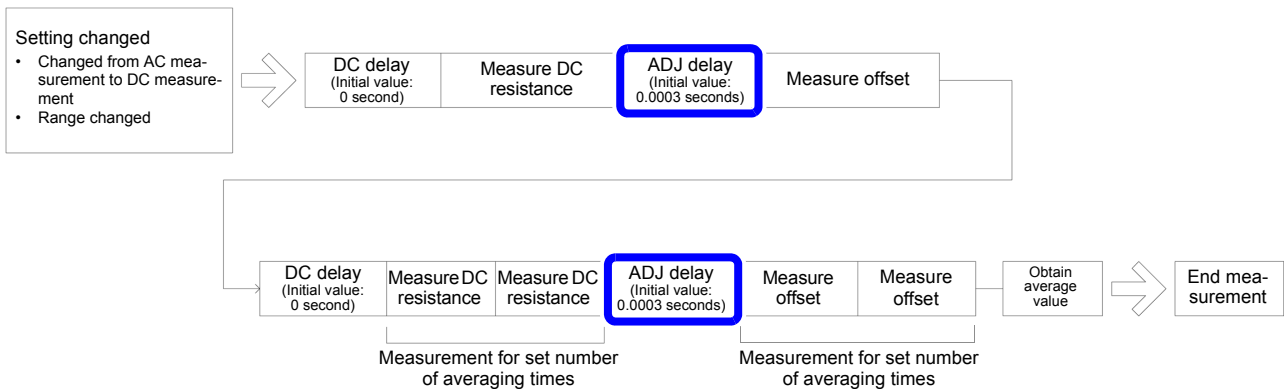 Setting changed
• Changed from AC mea-
surement to DC measure-
ment
• Range changed
DC delay
(Initial value:
0 second)
Measure DC
resistance
ADJ delay
(Initial value:
0.0003 seconds)
Measure offset
DC delay
(Initial value:
0 second)
Measure DC
resistance
Measure DC
resistance
ADJ delay
(Initial value:
0.0003 seconds)
Measure
offset
Measure
offset
Obtain
average
value
End mea-
surement
Measurement for set number
of averaging times
Measurement for set number
of averaging times